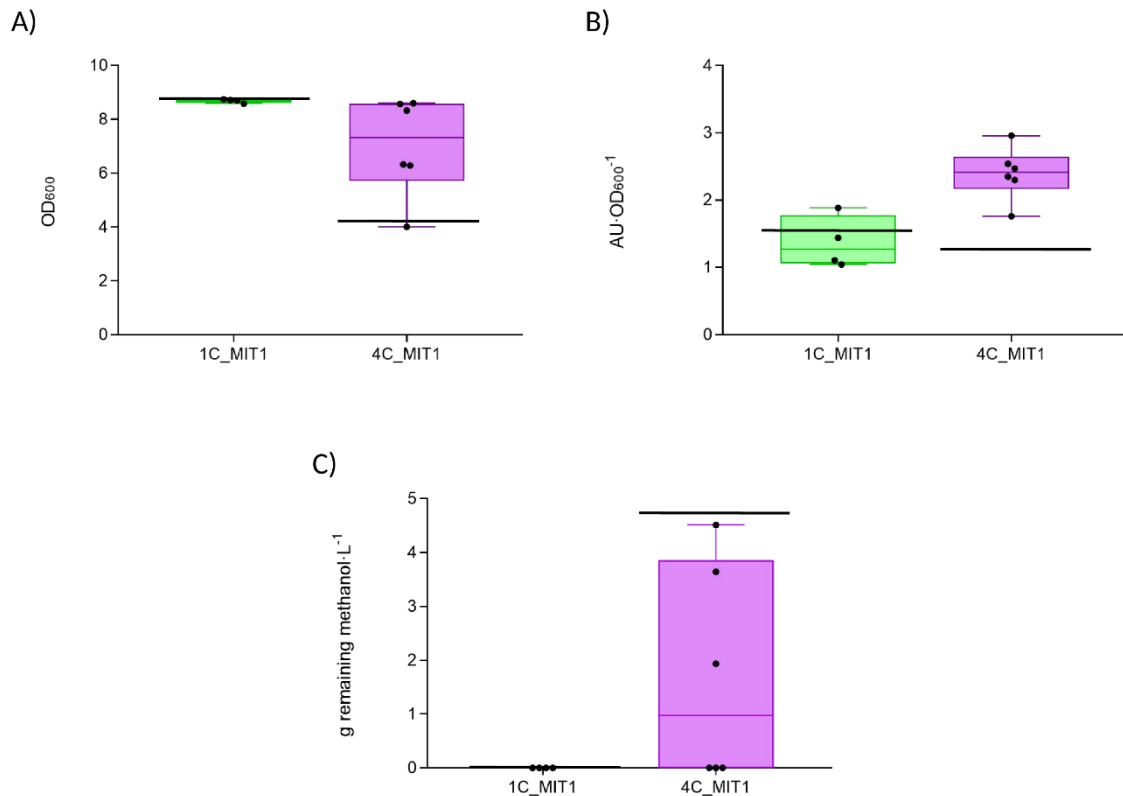 A)
10
8
6
4
2
0
OD₆₀₀
1C_MIT1
4C_MIT1
B)
4
3
2
1
0
AU·OD₆₀₀⁻¹
1C_MIT1
4C_MIT1
C)
5
4
3
2
1
0
g remaining methanol·L⁻¹
1C_MIT1
4C_MIT1